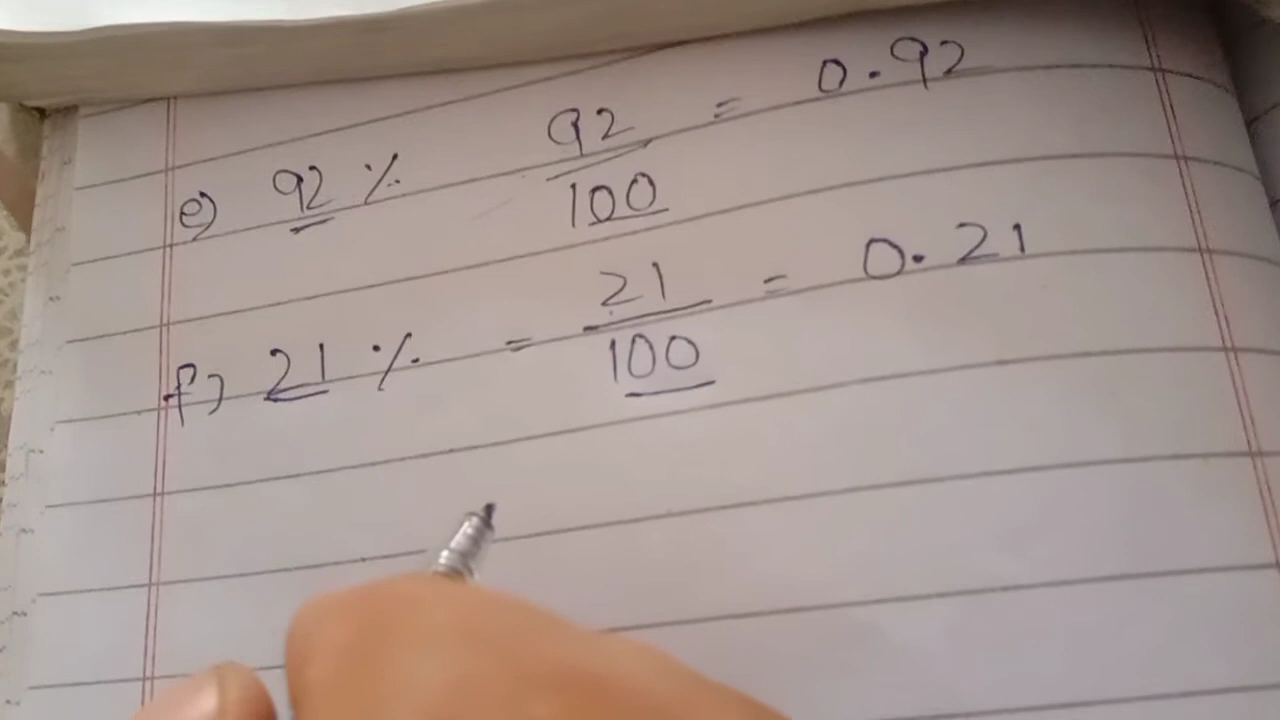 e) 92 % 92/100 = 0.92
f) 21 % = 21/100 = 0.21